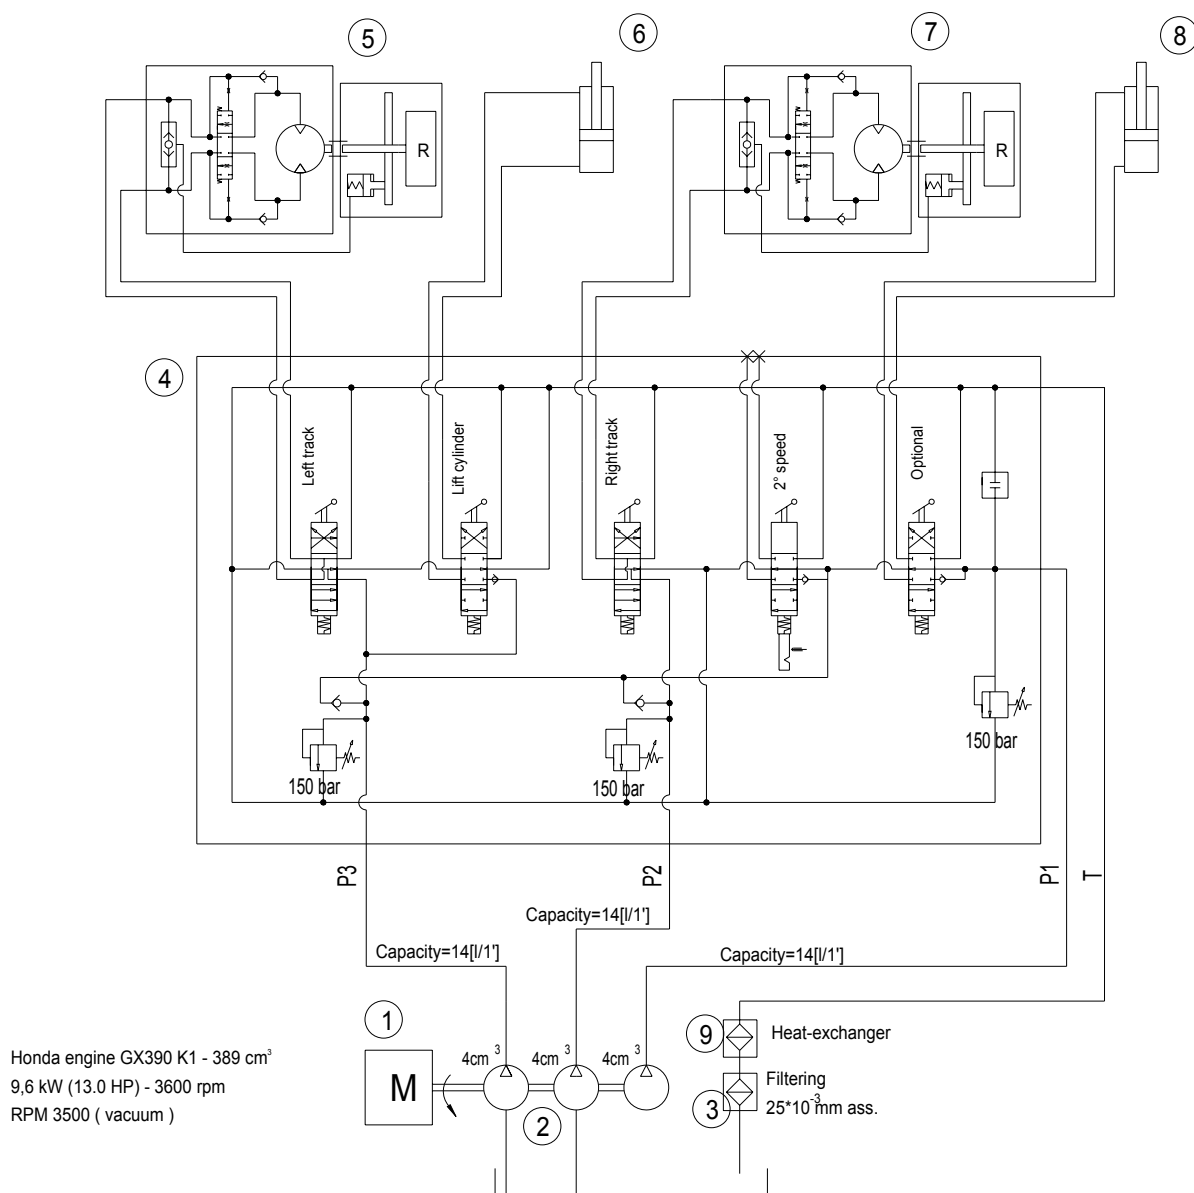 5
6
7
8
R
R
4
Left track
Lift cylinder
Right track
2° speed
Optional
150 bar
150 bar
150 bar
P3
P2
P1
T
Capacity=14[l/1']
Capacity=14[l/1']
Capacity=14[l/1']
1
M
4cm³
4cm³
4cm³
2
9
Heat-exchanger
3
Filtering
25*10⁻³mm ass.
Honda engine GX390 K1 - 389 cm³
9,6 kW (13.0 HP) - 3600 rpm
RPM 3500 ( vacuum )